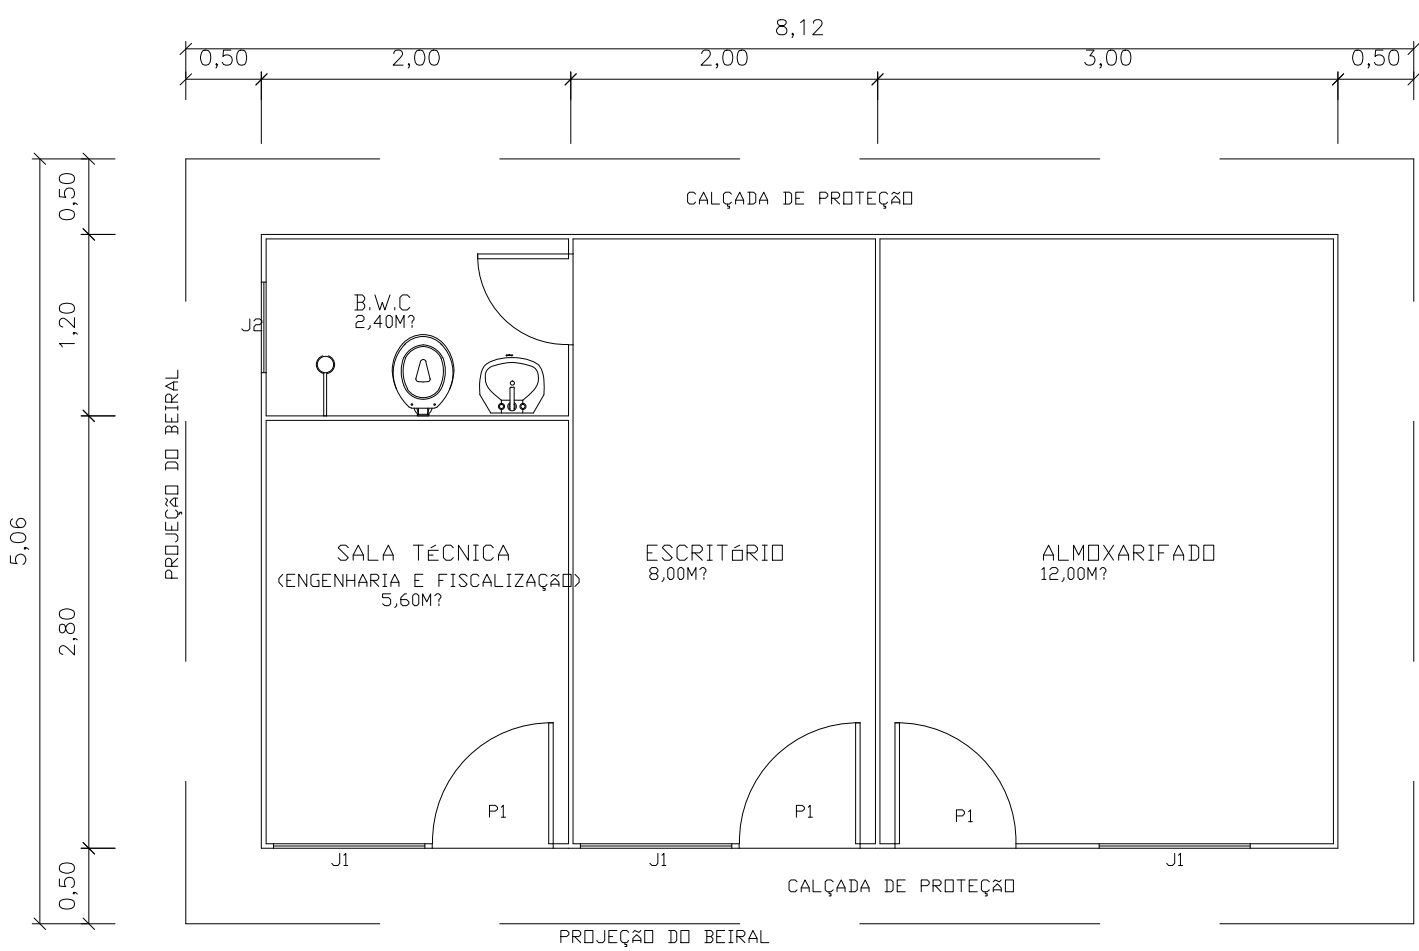 8,12
0,50
2,00
2,00
3,00
0,50
0,50
1,20
2,80
0,50
5,06
CALÇADA DE PROTEÇÃO
B.W.C
2,40M?
J2
PROJEÇÃO DO BEIRAL
SALA TÉCNICA
(ENGENHARIA E FISCALIZAÇÃO)
5,60M?
ESCRITÓRIO
8,00M?
ALMOXARIFADO
12,00M?
P1
P1
P1
J1
J1
J1
CALÇADA DE PROTEÇÃO
PROJEÇÃO DO BEIRAL